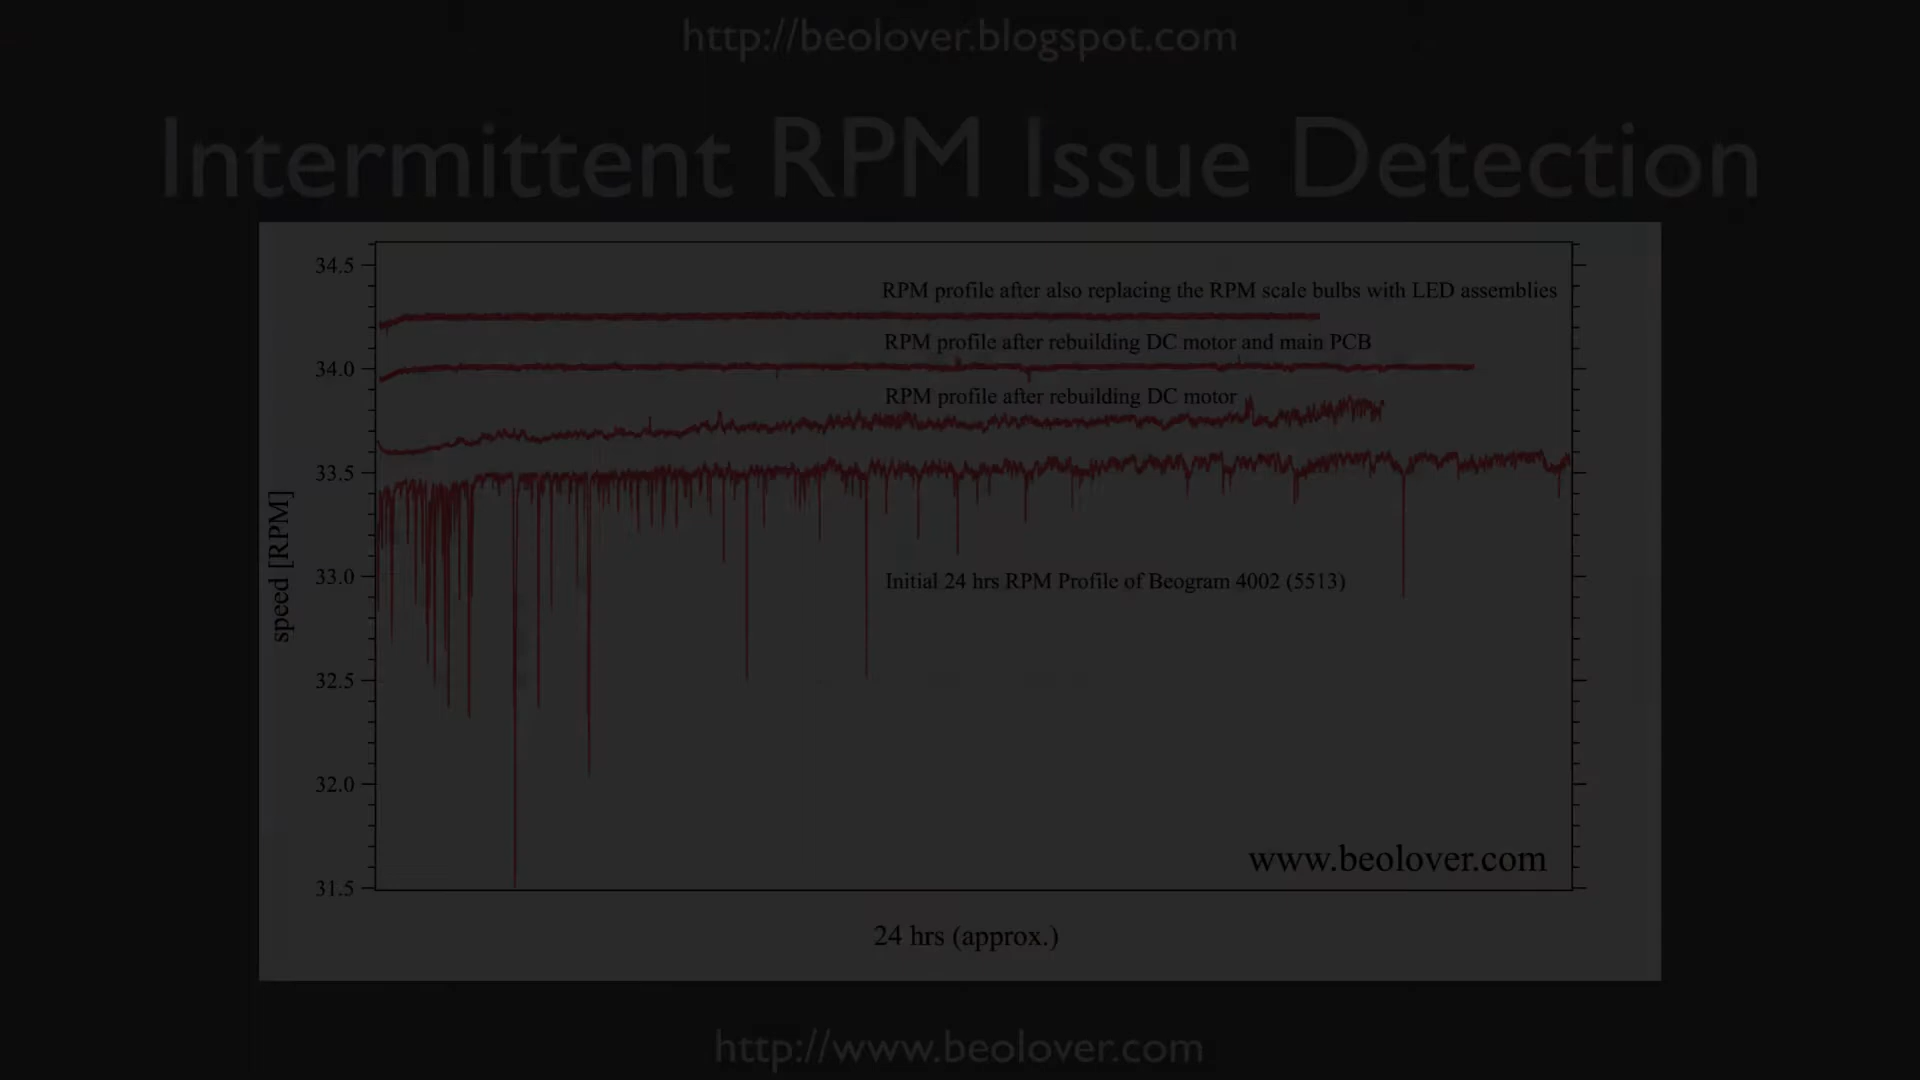 http://beolover.blogspot.com
Intermittent RPM Issue Detection
34.5
RPM profile after also replacing the RPM scale bulbs with LED assemblies
RPM profile after rebuilding DC motor and main PCB
34.0
RPM profile after rebuilding DC motor
33.5
speed [RPM]
33.0
Initial 24 hrs RPM Profile of Beogram 4002 (5513)
32.5
32.0
www.beolover.com
31.5
24 hrs (approx.)
http://www.beolover.com